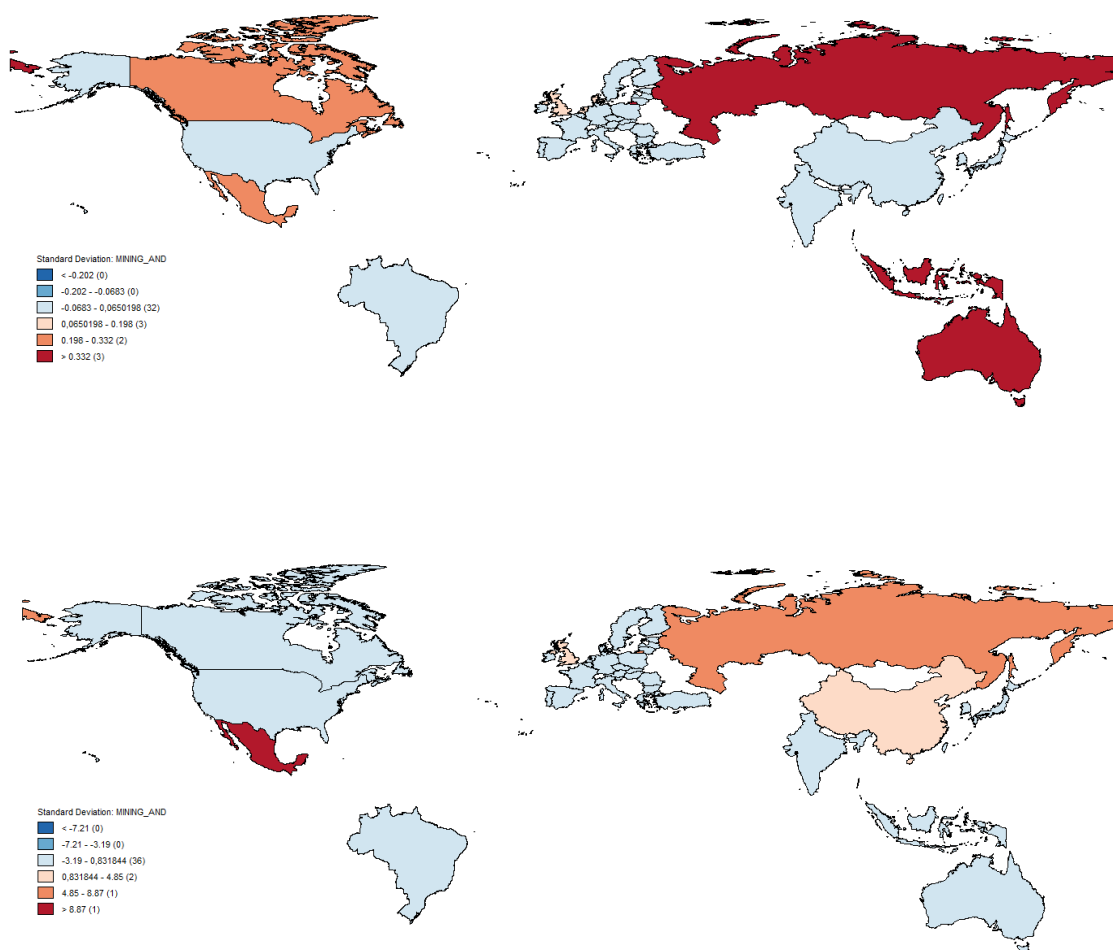 Standard Deviation: MINING_AND
< -0.202 (0)
-0.202 - -0.0683 (0)
-0.0683 - 0,0650198 (32)
0,0650198 - 0.198 (3)
0.198 - 0.332 (2)
> 0.332 (3)
Standard Deviation: MINING_AND
< -7.21 (0)
-7.21 - -3.19 (0)
-3.19 - 0,831844 (36)
0,831844 - 4.85 (2)
4.85 - 8.87 (1)
> 8.87 (1)